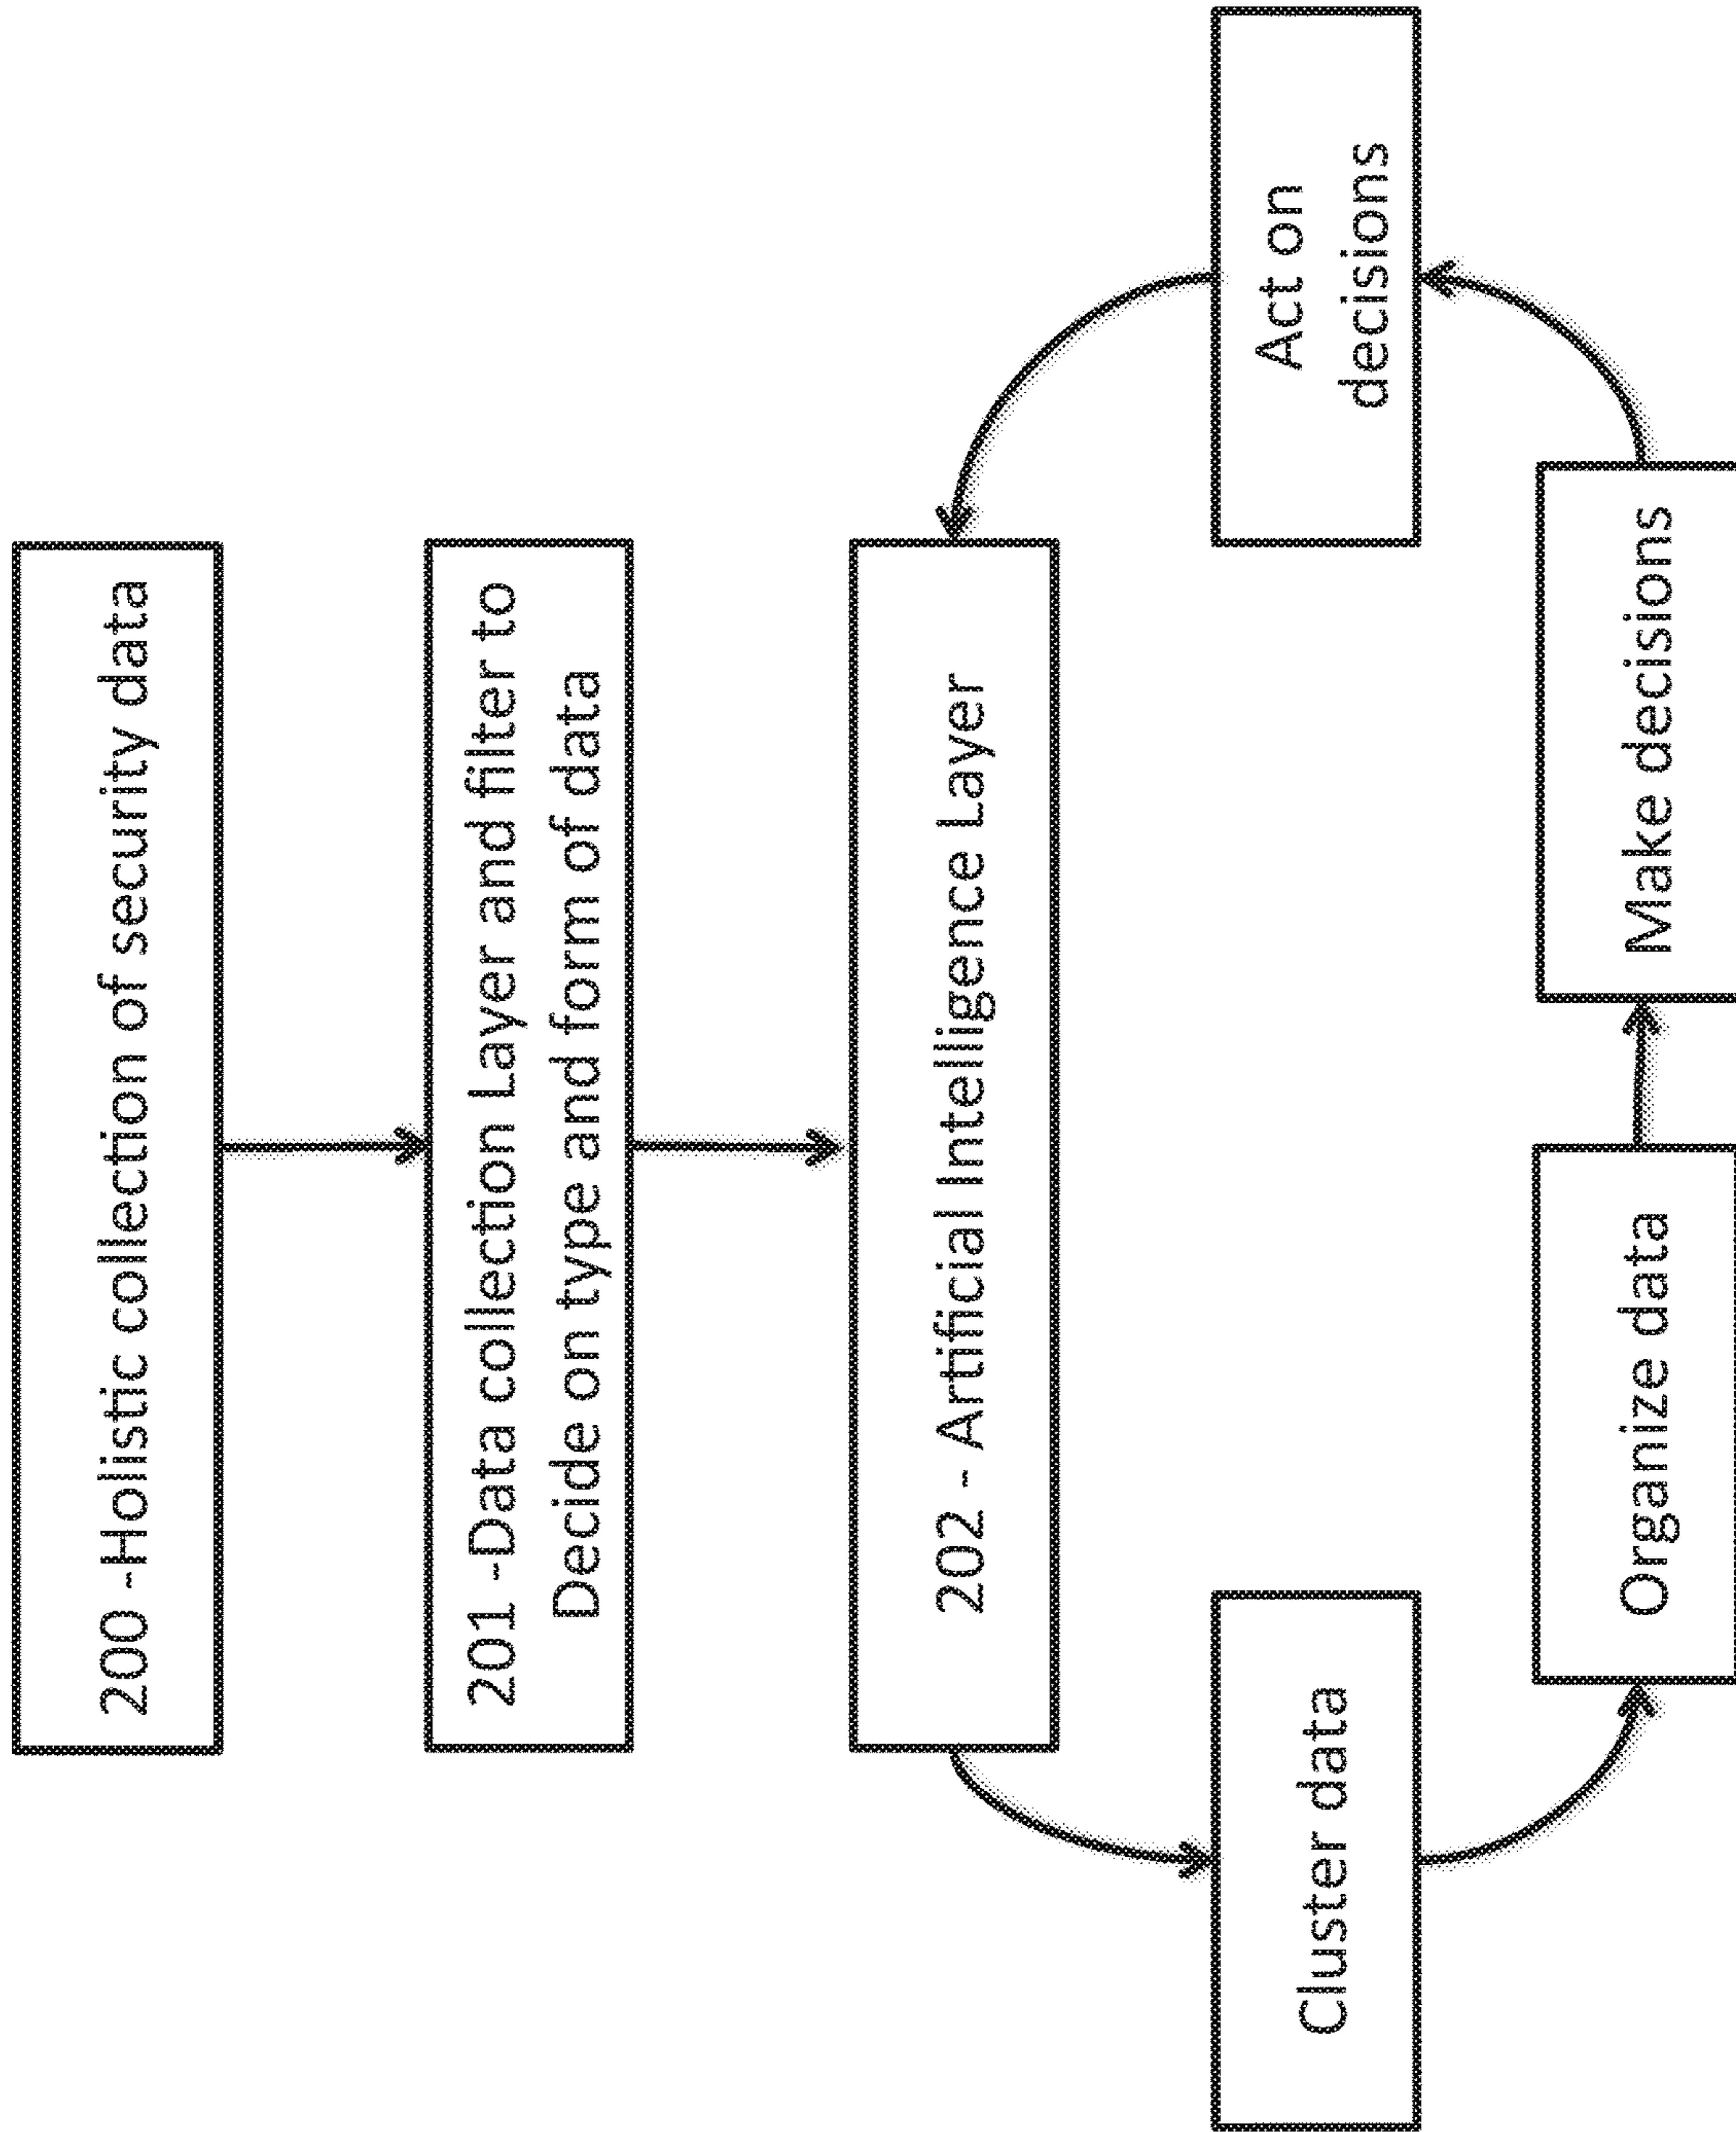 200 -Holistic collection of security data
201 -Data collection Layer and filter to
Decide on type and form of data
202 - Artificial Intelligence Layer
Cluster data
Organize data
Make decisions
Act on
decisions